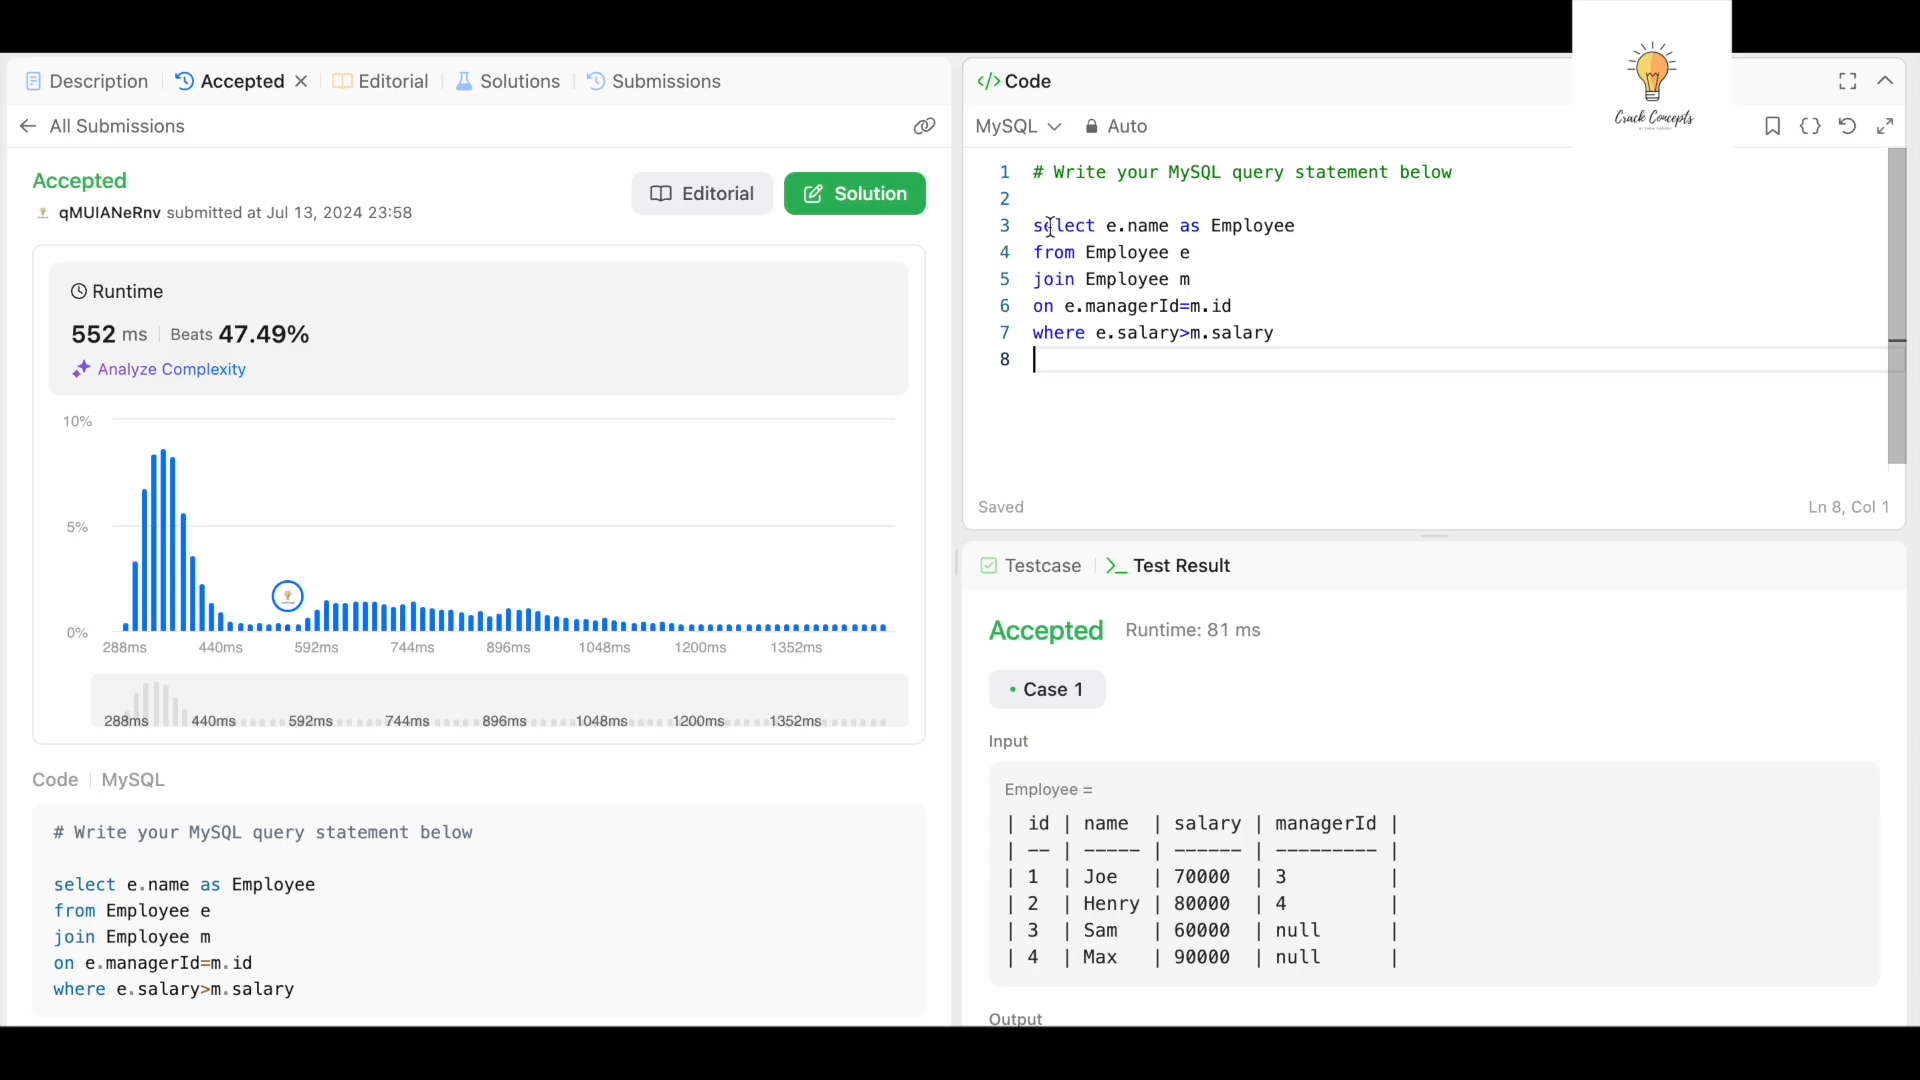 Description
Accepted
Editorial
Solutions
Submissions
All Submissions
Accepted
qMUIANeRnv submitted at Jul 13, 2024 23:58
Editorial
Solution
Runtime
552 ms | Beats 47.49%
Analyze Complexity
10%
5%
0%
288ms 440ms 592ms 744ms 896ms 1048ms 1200ms 1352ms
288ms 440ms 592ms 744ms 896ms 1048ms 1200ms 1352ms
Code | MySQL
# Write your MySQL query statement below
select e.name as Employee
from Employee e
join Employee m
on e.managerId=m.id
where e.salary>m.salary
</> Code
Crack Concepts
MySQL
Auto
1 # Write your MySQL query statement below
2
3 select e.name as Employee
4 from Employee e
5 join Employee m
6 on e.managerId=m.id
7 where e.salary>m.salary
8
Saved
Ln 8, Col 1
Testcase
>_ Test Result
Accepted Runtime: 81 ms
• Case 1
Input
Employee =
| id | name | salary | managerId |
| -- | ----- | ------ | --------- |
| 1 | Joe | 70000 | 3 |
| 2 | Henry | 80000 | 4 |
| 3 | Sam | 60000 | null |
| 4 | Max | 90000 | null |
Output